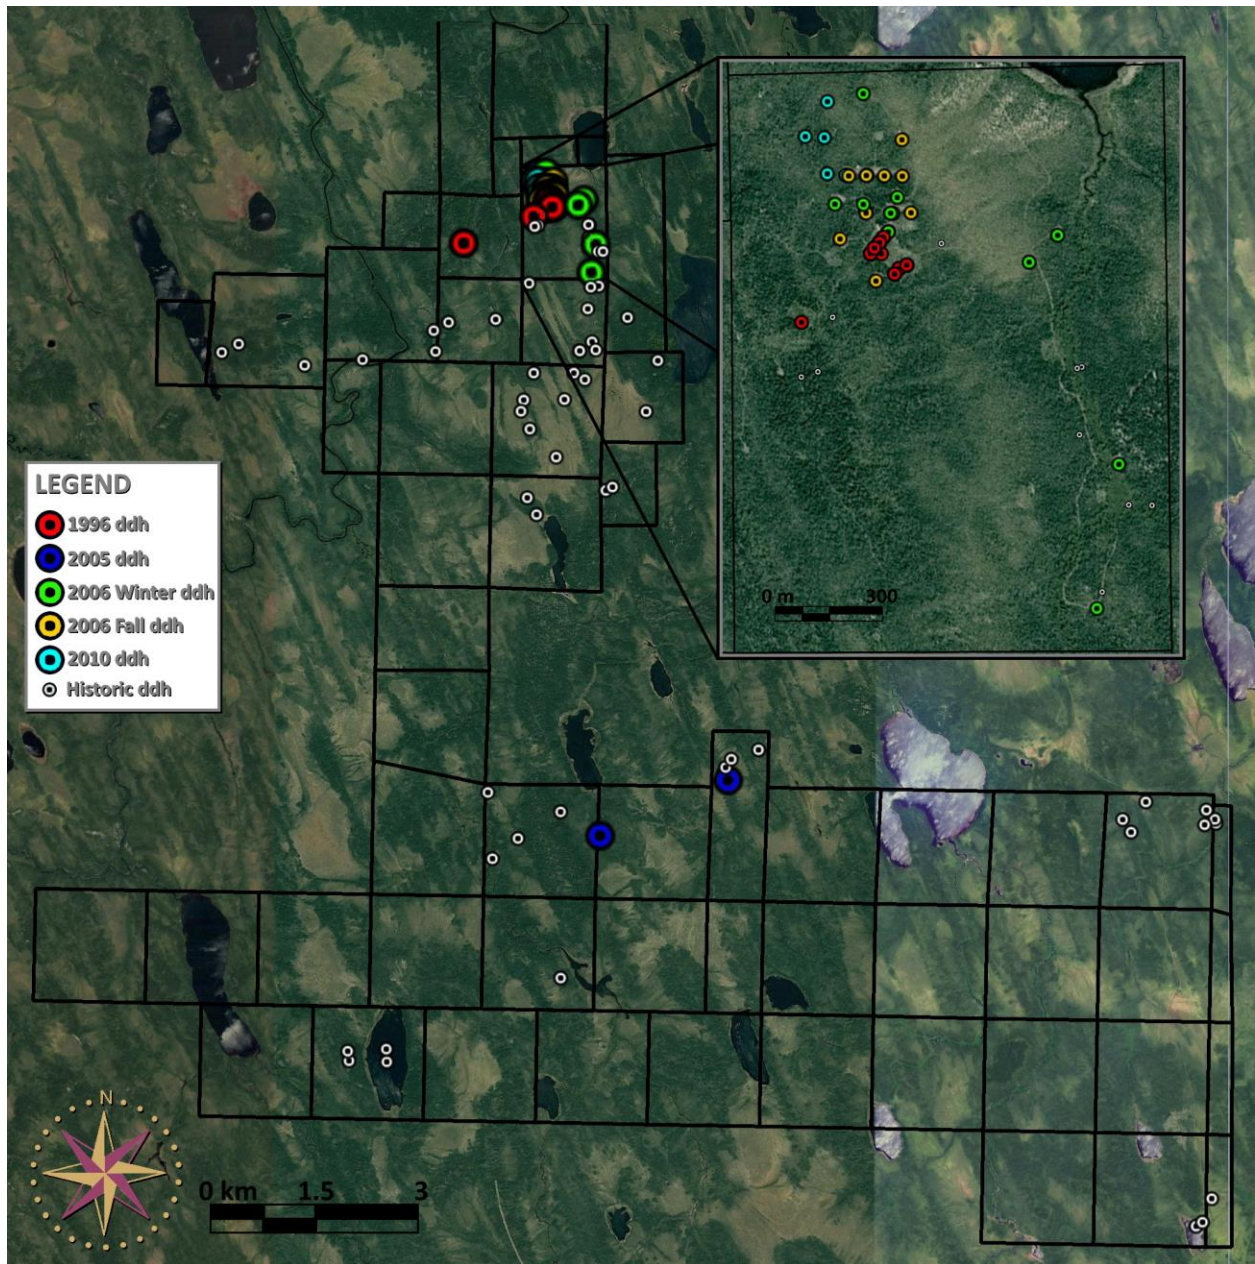 0 m 300
LEGEND
1996 ddh
2005 ddh
2006 Winter ddh
2006 Fall ddh
2010 ddh
Historic ddh
N
0 km 1.5 3